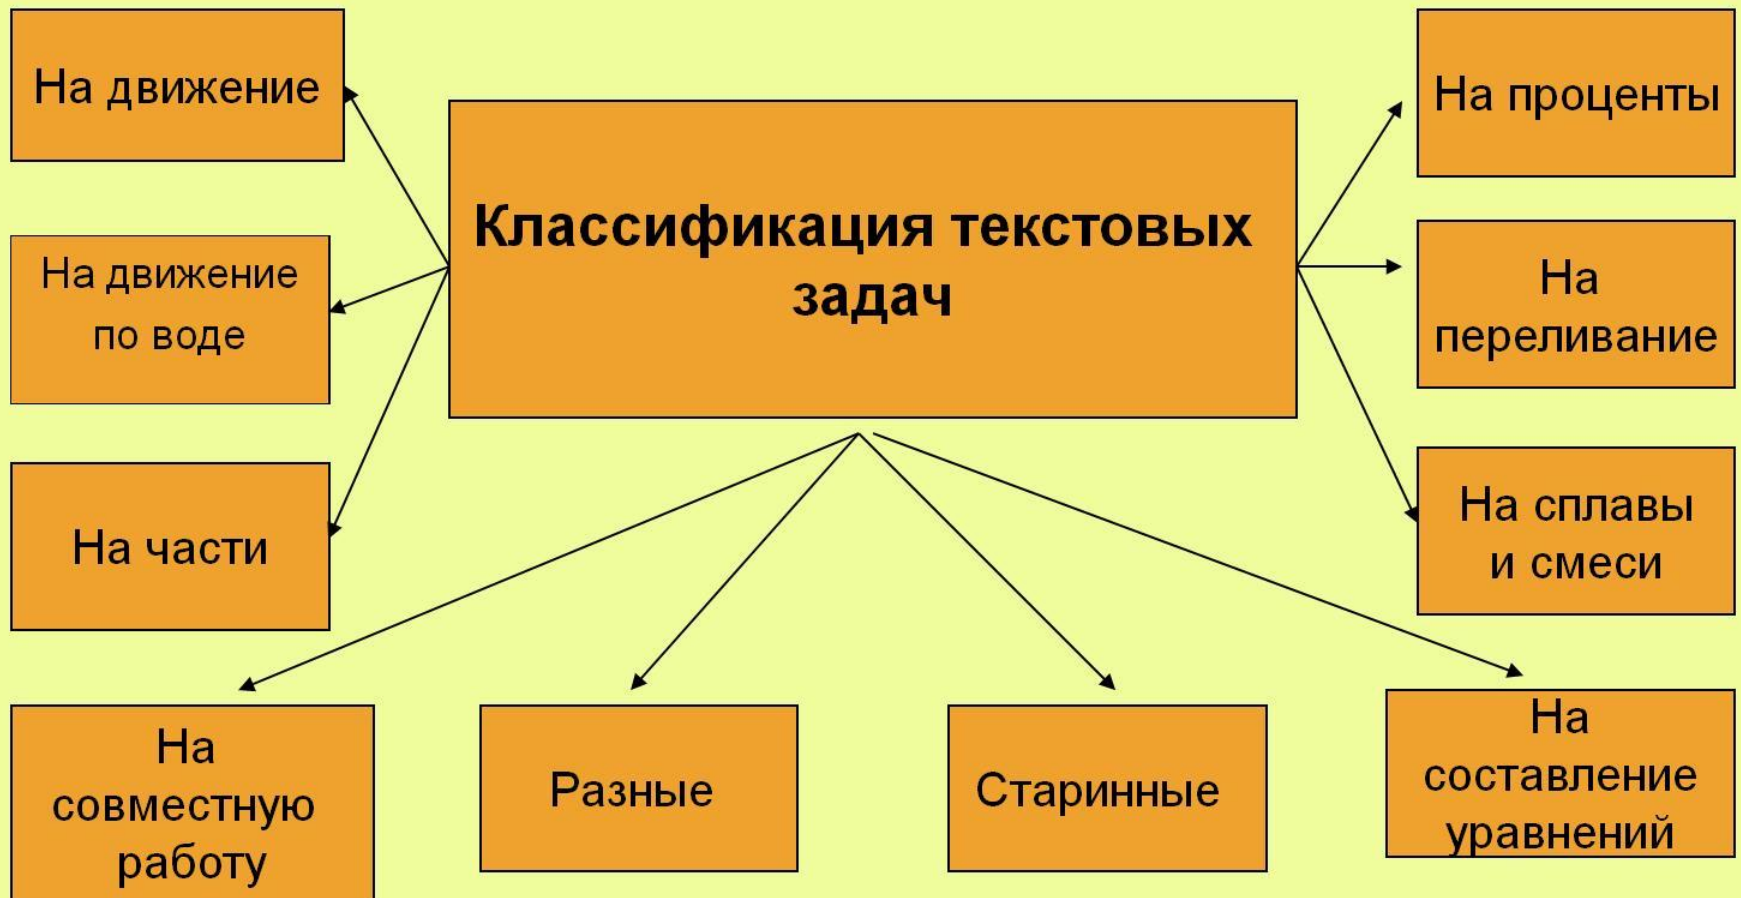 На движение
На проценты
Классификация текстовых
задач
На движение
по воде
На
переливание
На части
На сплавы
и смеси
На
совместную
работу
Разные
Старинные
На
составление
уравнений